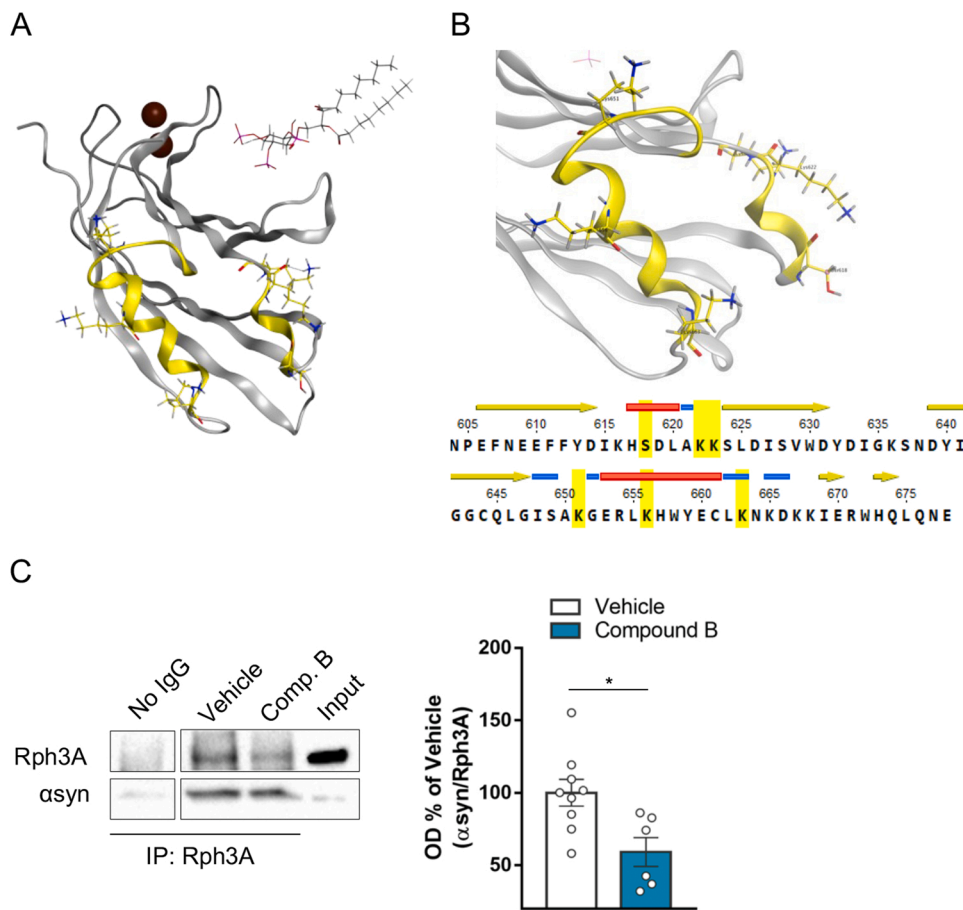 A
B
605 610 615 620 625 630 635 640
NPEFNEEFFYDIKHSDLAKKSLDISVWDYDIGKSNDYI
645 650 655 660 665 670 675
GGCQLGISAKGERLKHWYECLKNKDKKIERWHQLQNE
C
No IgG
Vehicle
Comp. B
Input
Rph3A
αsyn
IP: Rph3A
Vehicle
Compound B
OD % of Vehicle
(αsyn/Rph3A)
200
150
100
50
*